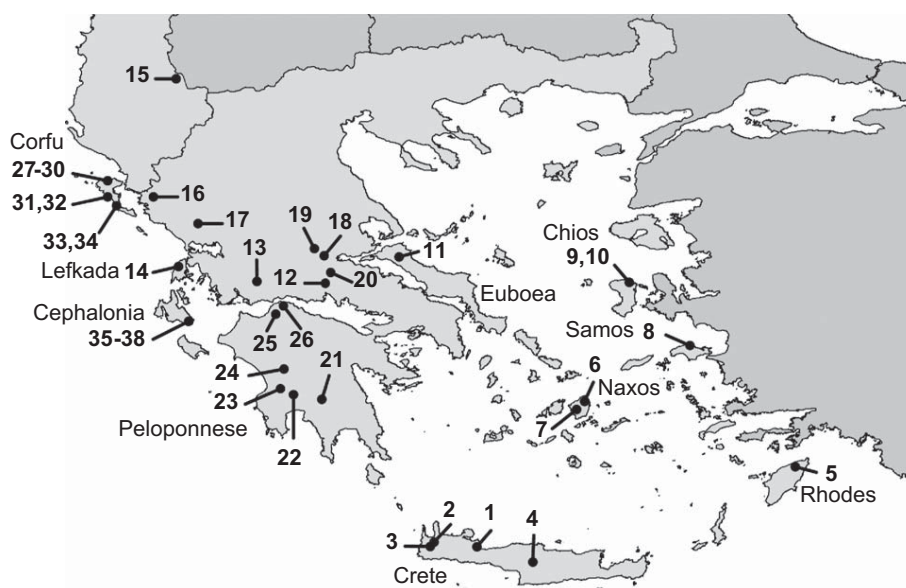 15
Corfu
27-30
31,32
16
33,34
17
19
18
Chios
9,10
13
11
Lefkada 14
12
20
Euboea
Cephalonia
35-38
Samos 8
25
26
21
6
24
Naxos
23
7
Peloponnese
22
5
Rhodes
2
1
4
3
Crete